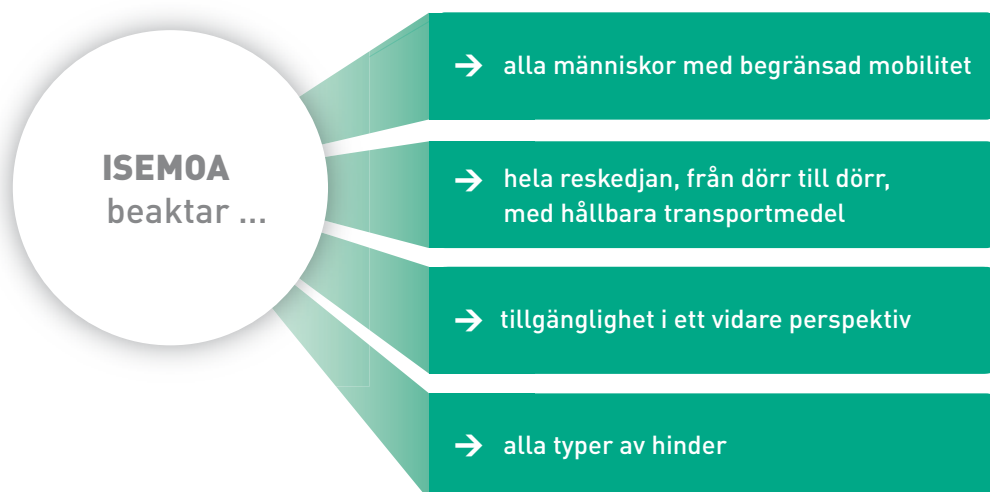 ISEMOA
beaktar ...
→ alla människor med begränsad mobilitet
→ hela reskedjan, från dörr till dörr,
med hållbara transportmedel
→ tillgänglighet i ett vidare perspektiv
→ alla typer av hinder